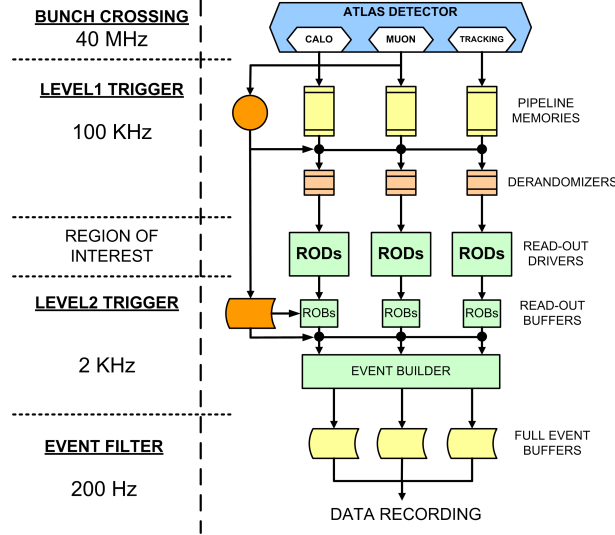 BUNCH CROSSING
40 MHz
ATLAS DETECTOR
CALO
MUON
TRACKING
LEVEL1 TRIGGER
100 KHz
PIPELINE
MEMORIES
DERANDOMIZERS
REGION OF
INTEREST
RODs
RODs
RODs
READ-OUT
DRIVERS
LEVEL2 TRIGGER
2 KHz
ROBs
ROBs
ROBs
READ-OUT
BUFFERS
EVENT BUILDER
EVENT FILTER
200 Hz
FULL EVENT
BUFFERS
DATA RECORDING